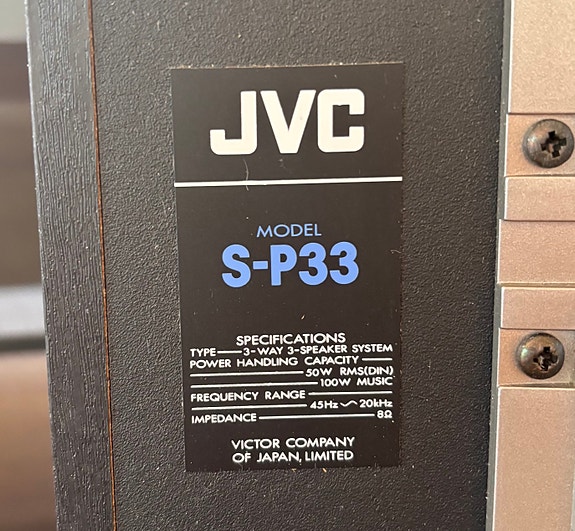 JVC
MODEL
S-P33
SPECIFICATIONS
TYPE 3-WAY 3-SPEAKER SYSTEM
POWER HANDLING CAPACITY
50W RMS(DIN)
100W MUSIC
FREQUENCY RANGE
45Hz ~ 20kHz
IMPEDANCE 8Ω
VICTOR COMPANY
OF JAPAN, LIMITED